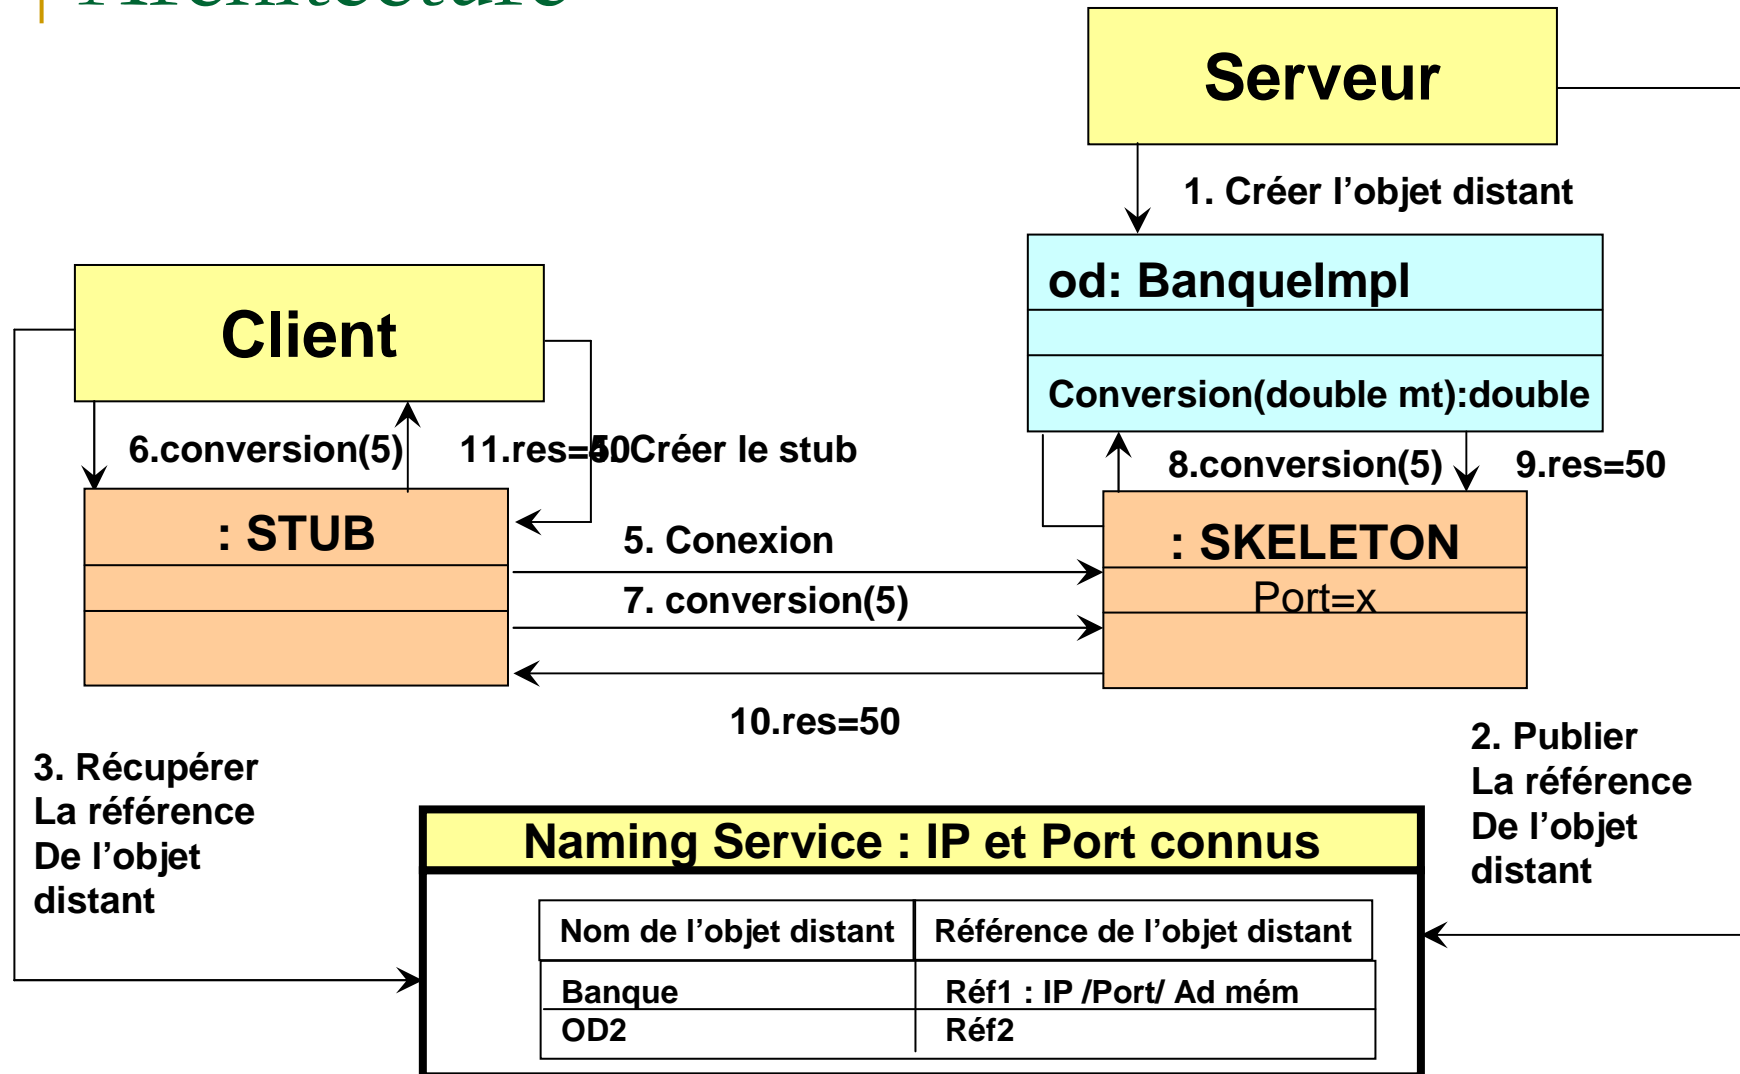 Architecture
Serveur
1. Créer l’objet distant
od: BanqueImpl
Conversion(double mt):double
Client
6.conversion(5)
11.res=50
4. Créer le stub
8.conversion(5)
9.res=50
: STUB
5. Conexion
7. conversion(5)
: SKELETON
Port=x
10.res=50
3. Récupérer
La référence
De l’objet
distant
2. Publier
La référence
De l’objet
distant
Naming Service : IP et Port connus
Nom de l’objet distant
Référence de l’objet distant
Banque
Réf1 : IP /Port/ Ad mém
OD2
Réf2